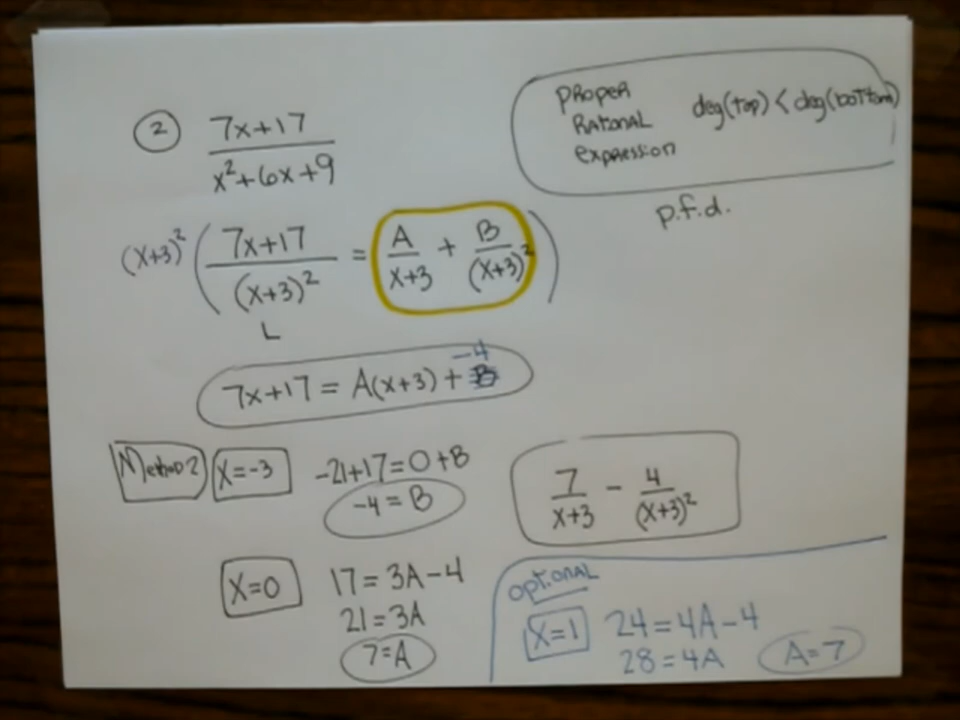 2 7x+17 / x²+6x+9
PROPER
RATIONAL deg(top) < deg(bottom)
expression
p.f.d.
(x+3)² ( 7x+17 / (x+3)² = A / x+3 + B / (x+3)² )
L
-4
7x+17 = A(x+3) + B
Method 2 X=-3 -21+17=0+B
-4 = B
7 / x+3 - 4 / (x+3)²
X=0 17=3A-4
21=3A
7=A
OPTIONAL
X=1 24=4A-4
28=4A A=7